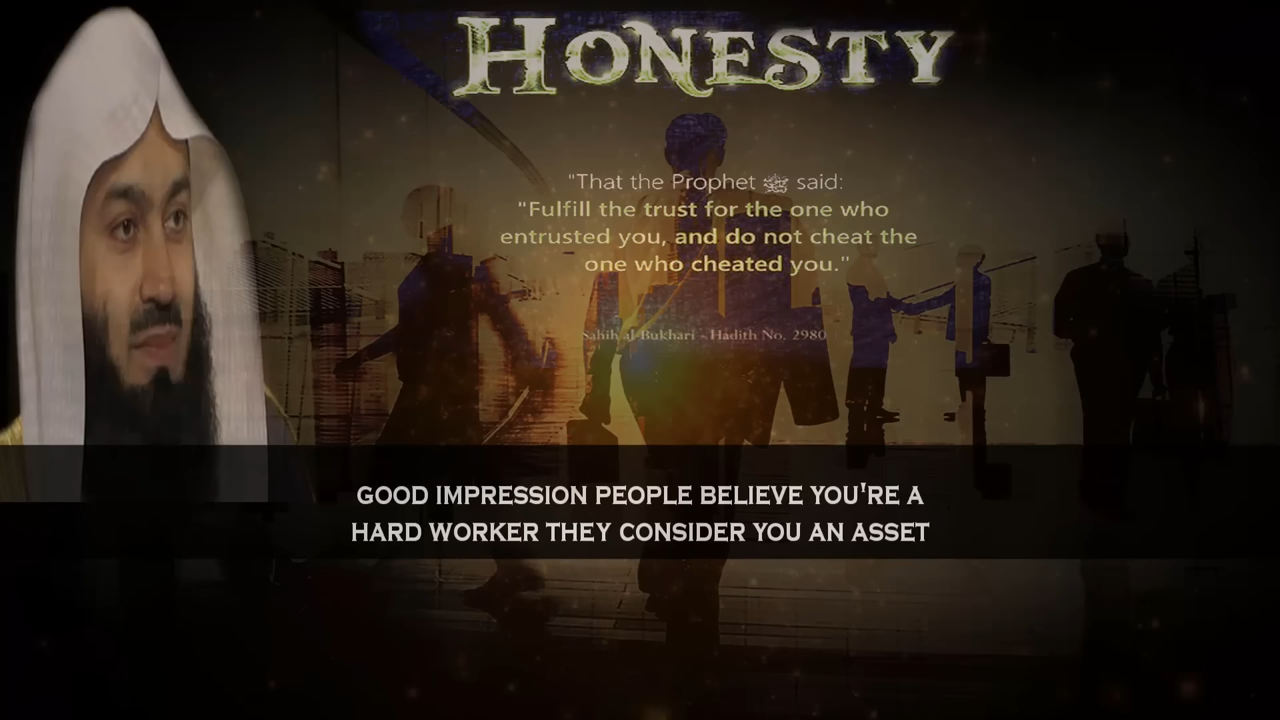 HONESTY
"That the Prophet ﷺ said:
"Fulfill the trust for the one who
entrusted you, and do not cheat the
one who cheated you."
Sahih al-Bukhari - Hadith No. 2980
GOOD IMPRESSION PEOPLE BELIEVE YOU'RE A
HARD WORKER THEY CONSIDER YOU AN ASSET